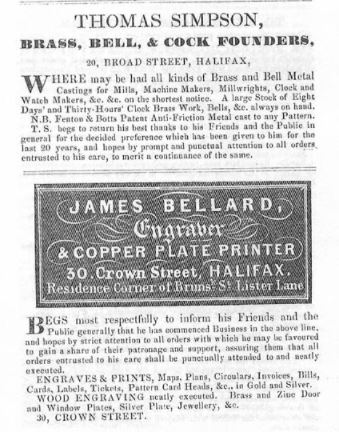 THOMAS SIMPSON,
BRASS, BELL, & COCK FOUNDERS,
20, BROAD STREET, HALIFAX,
WHERE may be had all kinds of Brass and Bell Metal
Castings for Mills, Machine Makers, Millwrights, Clock and
Watch Makers, &c. &c. on the shortest notice. A large Stock of Eight
Days' and Thirty-Hours' Clock Brass Work, Bells, &c. always on hand.
N.B. Fenton & Botts Patent Anti-Friction Metal cast to any Pattern.
T. S. begs to return his best thanks to his Friends and the Public in
general for the decided preference which has been given to him for the
last 20 years, and hopes by prompt and punctual attention to all orders
entrusted to his care, to merit a continuance of the same.
JAMES BELLARD,
Engraver
& COPPER PLATE PRINTER
30. Crown Street, HALIFAX.
Residence Corner of Bruns. St. Lister Lane
BEGS most respectfully to inform his Friends and the
Public generally that he has commenced Business in the above line,
and hopes by strict attention to all orders with which he may be favoured
to gain a share of their patronage and support, assuring them that all
orders entrusted to his care shall be punctually attended to and neatly
executed.
ENGRAVES & PRINTS, Maps, Plans, Circulars, Invoices, Bills,
Cards, Labels, Tickets, Pattern Card Heads, &c., in Gold and Silver.
WOOD ENGRAVING neatly executed. Brass and Zinc Door
and Window Plates, Silver Plate, Jewellery, &c.
30, CROWN STREET.